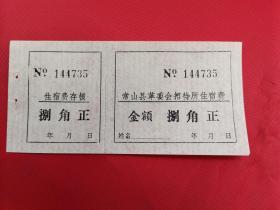 № 144735
住宿费存根
捌角正
年 月 日
№ 144735
常山县革委会招待所住宿费
金额 捌角正
姓名 年 月 日